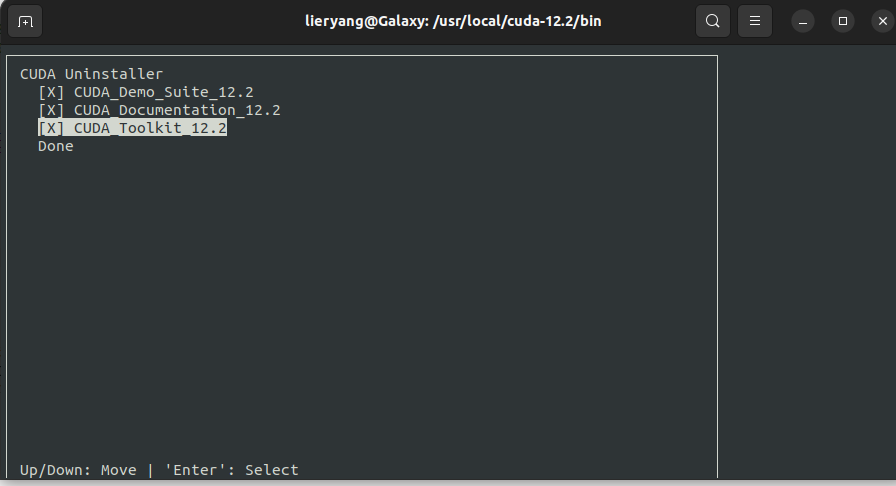 lieryang@Galaxy: /usr/local/cuda-12.2/bin
CUDA Uninstaller
[X] CUDA_Demo_Suite_12.2
[X] CUDA_Documentation_12.2
[X] CUDA_Toolkit_12.2
Done
Up/Down: Move | 'Enter': Select